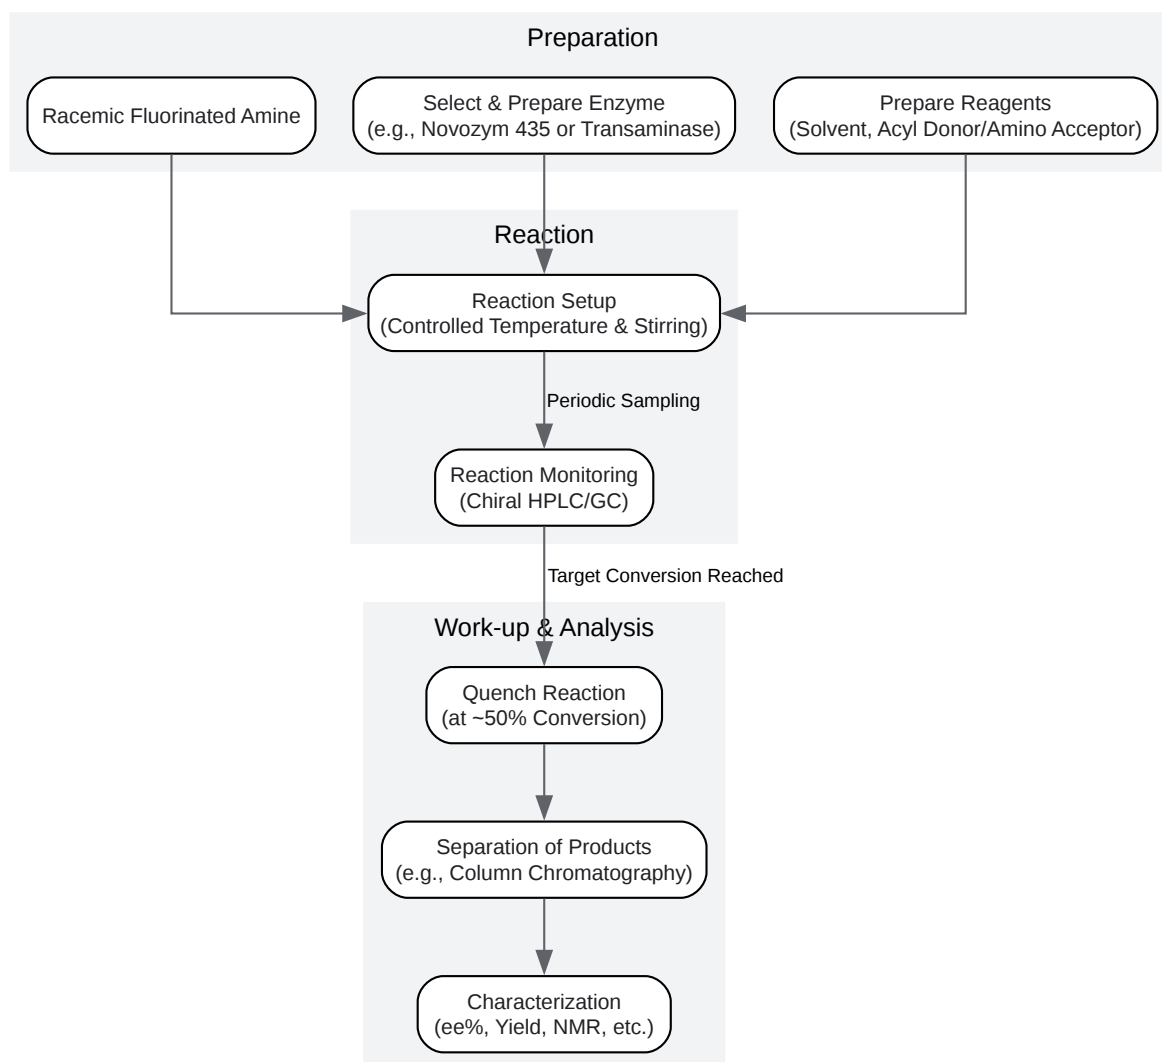 Preparation
Racemic Fluorinated Amine
Select & Prepare Enzyme
(e.g., Novozym 435 or Transaminase)
Prepare Reagents
(Solvent, Acyl Donor/Amino Acceptor)
Reaction
Reaction Setup
(Controlled Temperature & Stirring)
Periodic Sampling
Reaction Monitoring
(Chiral HPLC/GC)
Target Conversion Reached
Work-up & Analysis
Quench Reaction
(at ~50% Conversion)
Separation of Products
(e.g., Column Chromatography)
Characterization
(ee%, Yield, NMR, etc.)